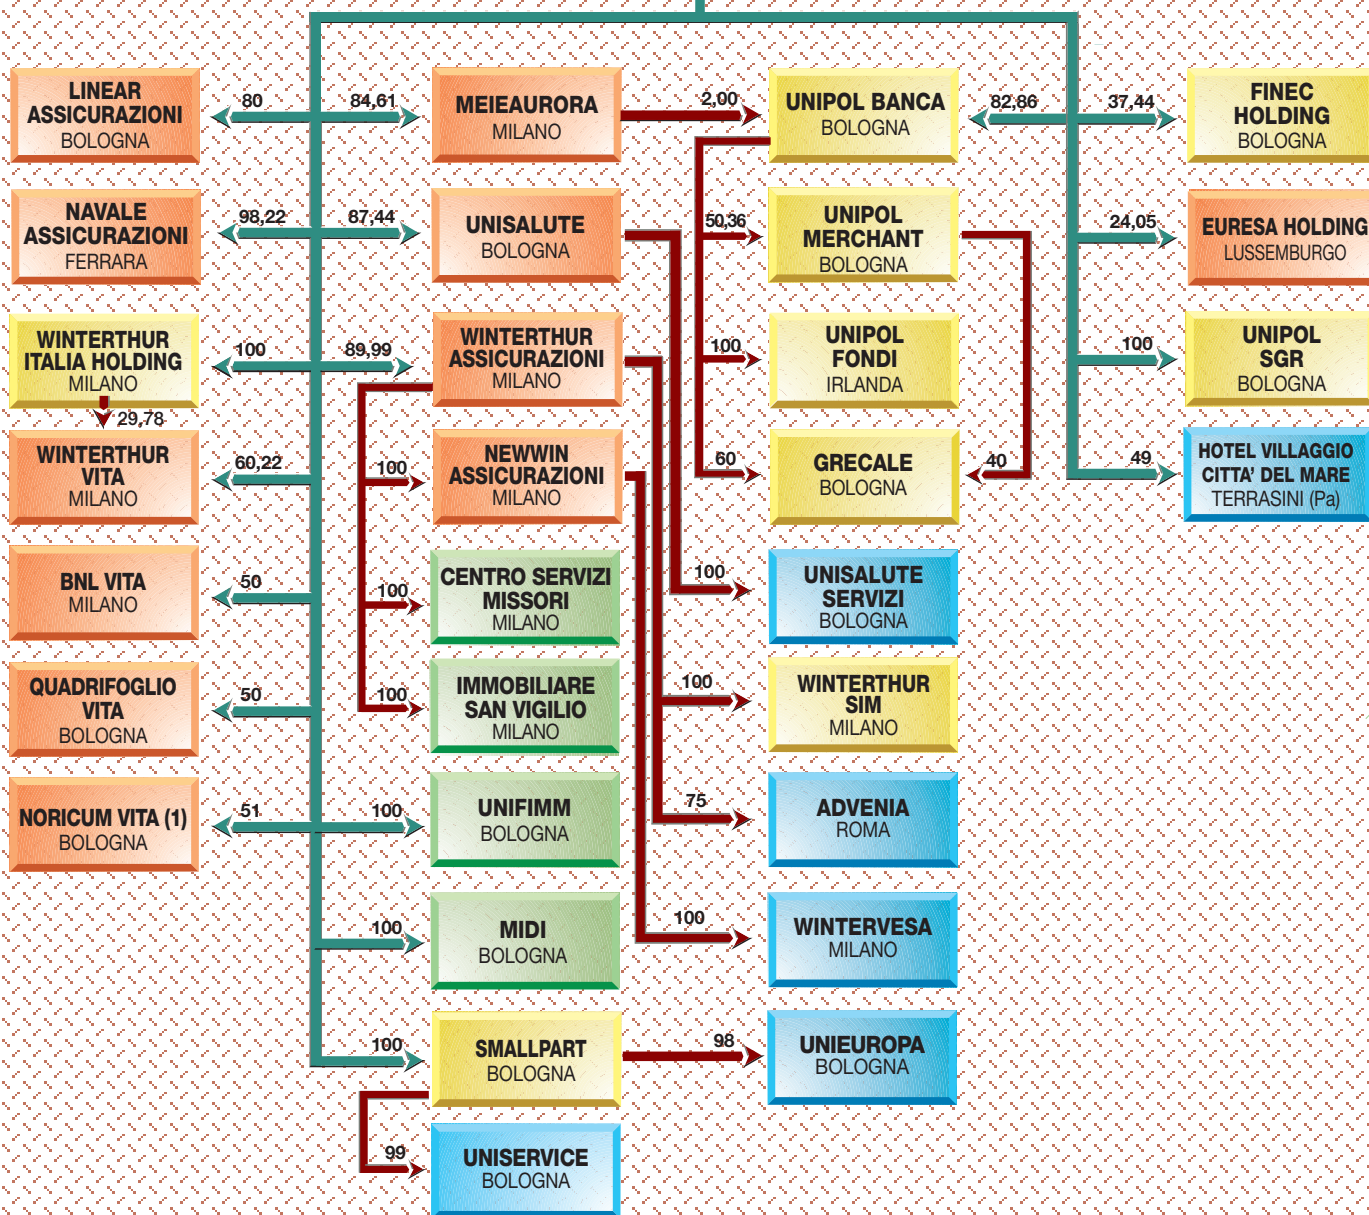 LINEAR
ASSICURAZIONI
BOLOGNA
80
84,61
MEIEAURORA
MILANO
2,00
UNIPOL BANCA
BOLOGNA
82,86
37,44
FINEC
HOLDING
BOLOGNA
NAVALE
ASSICURAZIONI
FERRARA
98,22
87,44
UNISALUTE
BOLOGNA
50,36
UNIPOL
MERCHANT
BOLOGNA
24,05
EURESA HOLDING
LUSSEMBURGO
WINTERTHUR
ITALIA HOLDING
MILANO
100
89,99
WINTERTHUR
ASSICURAZIONI
MILANO
100
UNIPOL
FONDI
IRLANDA
100
UNIPOL
SGR
BOLOGNA
29,78
WINTERTHUR
VITA
MILANO
60,22
100
NEWWIN
ASSICURAZIONI
MILANO
60
GRECALE
BOLOGNA
40
49
HOTEL VILLAGGIO
CITTA' DEL MARE
TERRASINI (Pa)
BNL VITA
MILANO
50
100
CENTRO SERVIZI
MISSORI
MILANO
100
UNISALUTE
SERVIZI
BOLOGNA
QUADRIFOGLIO
VITA
BOLOGNA
50
100
IMMOBILIARE
SAN VIGILIO
MILANO
100
WINTERTHUR
SIM
MILANO
NORICUM VITA (1)
BOLOGNA
51
100
UNIFIMM
BOLOGNA
75
ADVENIA
ROMA
100
MIDI
BOLOGNA
100
WINTERVESA
MILANO
100
SMALLPART
BOLOGNA
98
UNIEUROPA
BOLOGNA
99
UNISERVICE
BOLOGNA